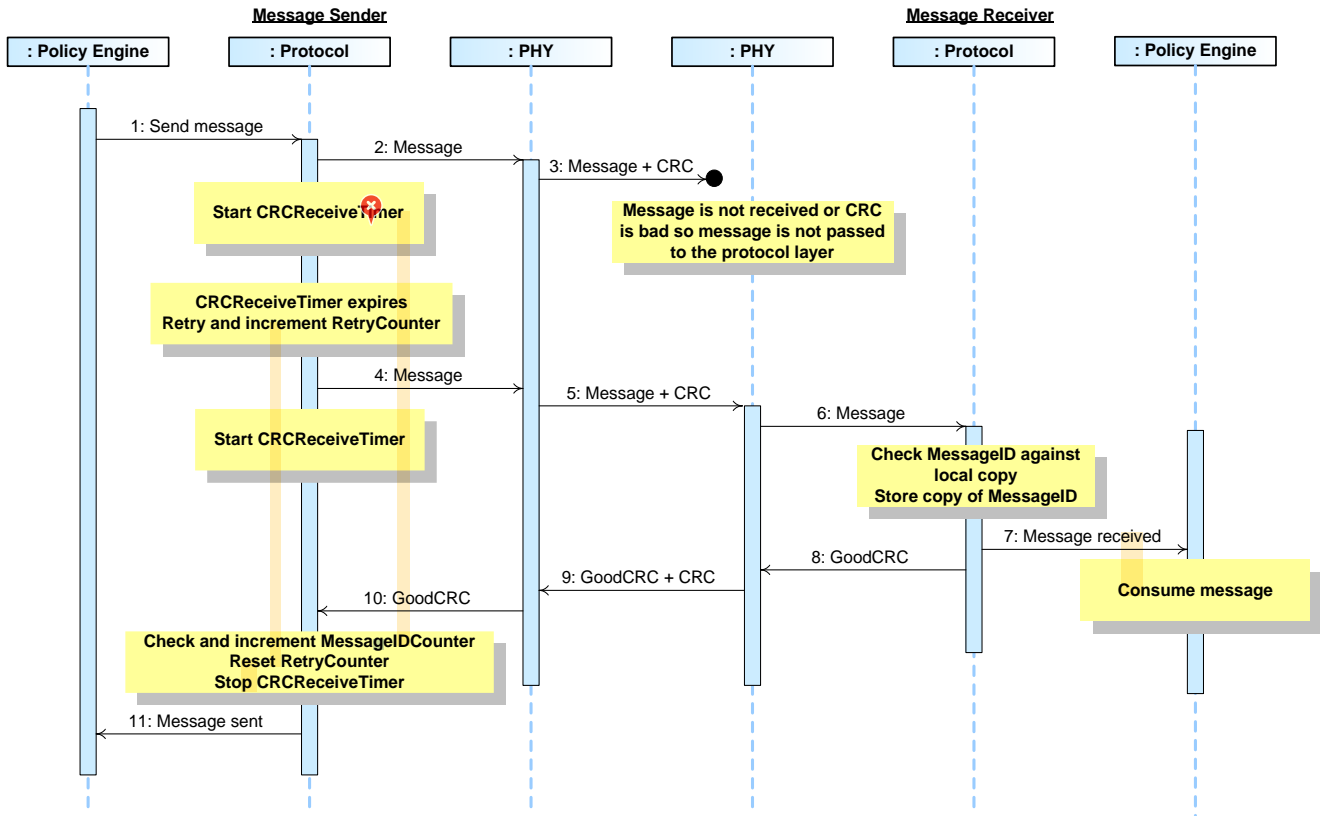 Message Sender
Message Receiver
: Policy Engine
: Protocol
: PHY
: PHY
: Protocol
: Policy Engine
1: Send message
2: Message
3: Message + CRC
Start CRCReceiveTimer
Message is not received or CRC
is bad so message is not passed
to the protocol layer
CRCReceiveTimer expires
Retry and increment RetryCounter
4: Message
5: Message + CRC
6: Message
Start CRCReceiveTimer
Check MessageID against
local copy
Store copy of MessageID
7: Message received
8: GoodCRC
9: GoodCRC + CRC
Consume message
10: GoodCRC
Check and increment MessageIDCounter
Reset RetryCounter
Stop CRCReceiveTimer
11: Message sent